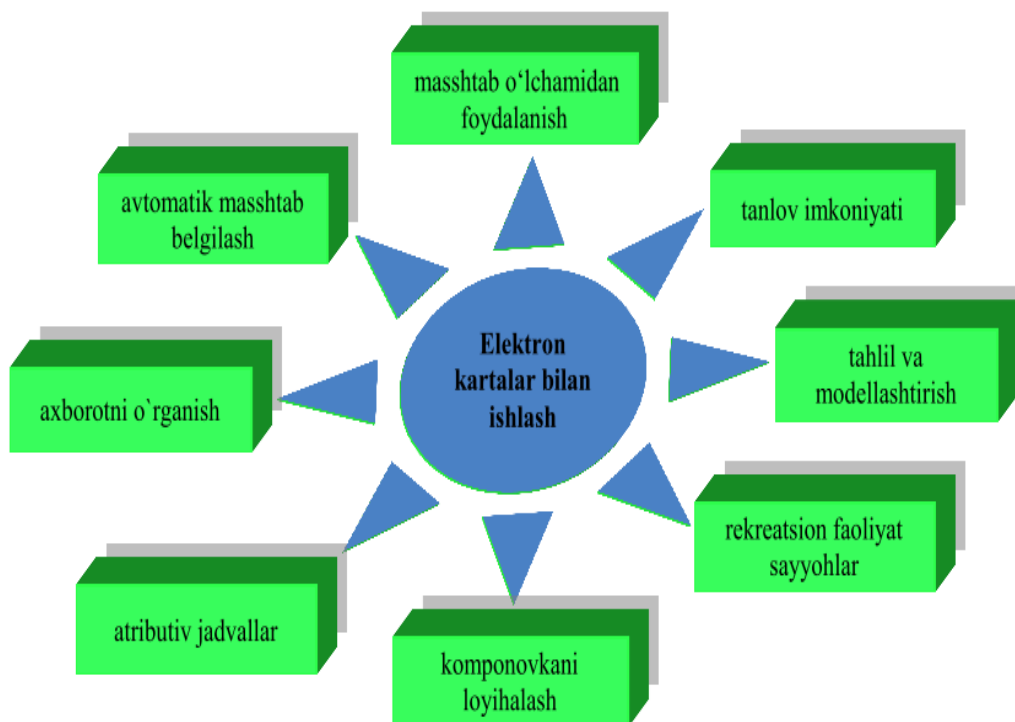 masshtab o‘lchamidan
foydalanish
avtomatik masshtab
belgilash
tanlov imkoniyati
Elektron
kartalar bilan
ishlash
tahlil va
modellashtirish
axborotni o`rganish
rekreatsion faoliyat
sayyohlar
atributiv jadvallar
komponovkani
loyihalash